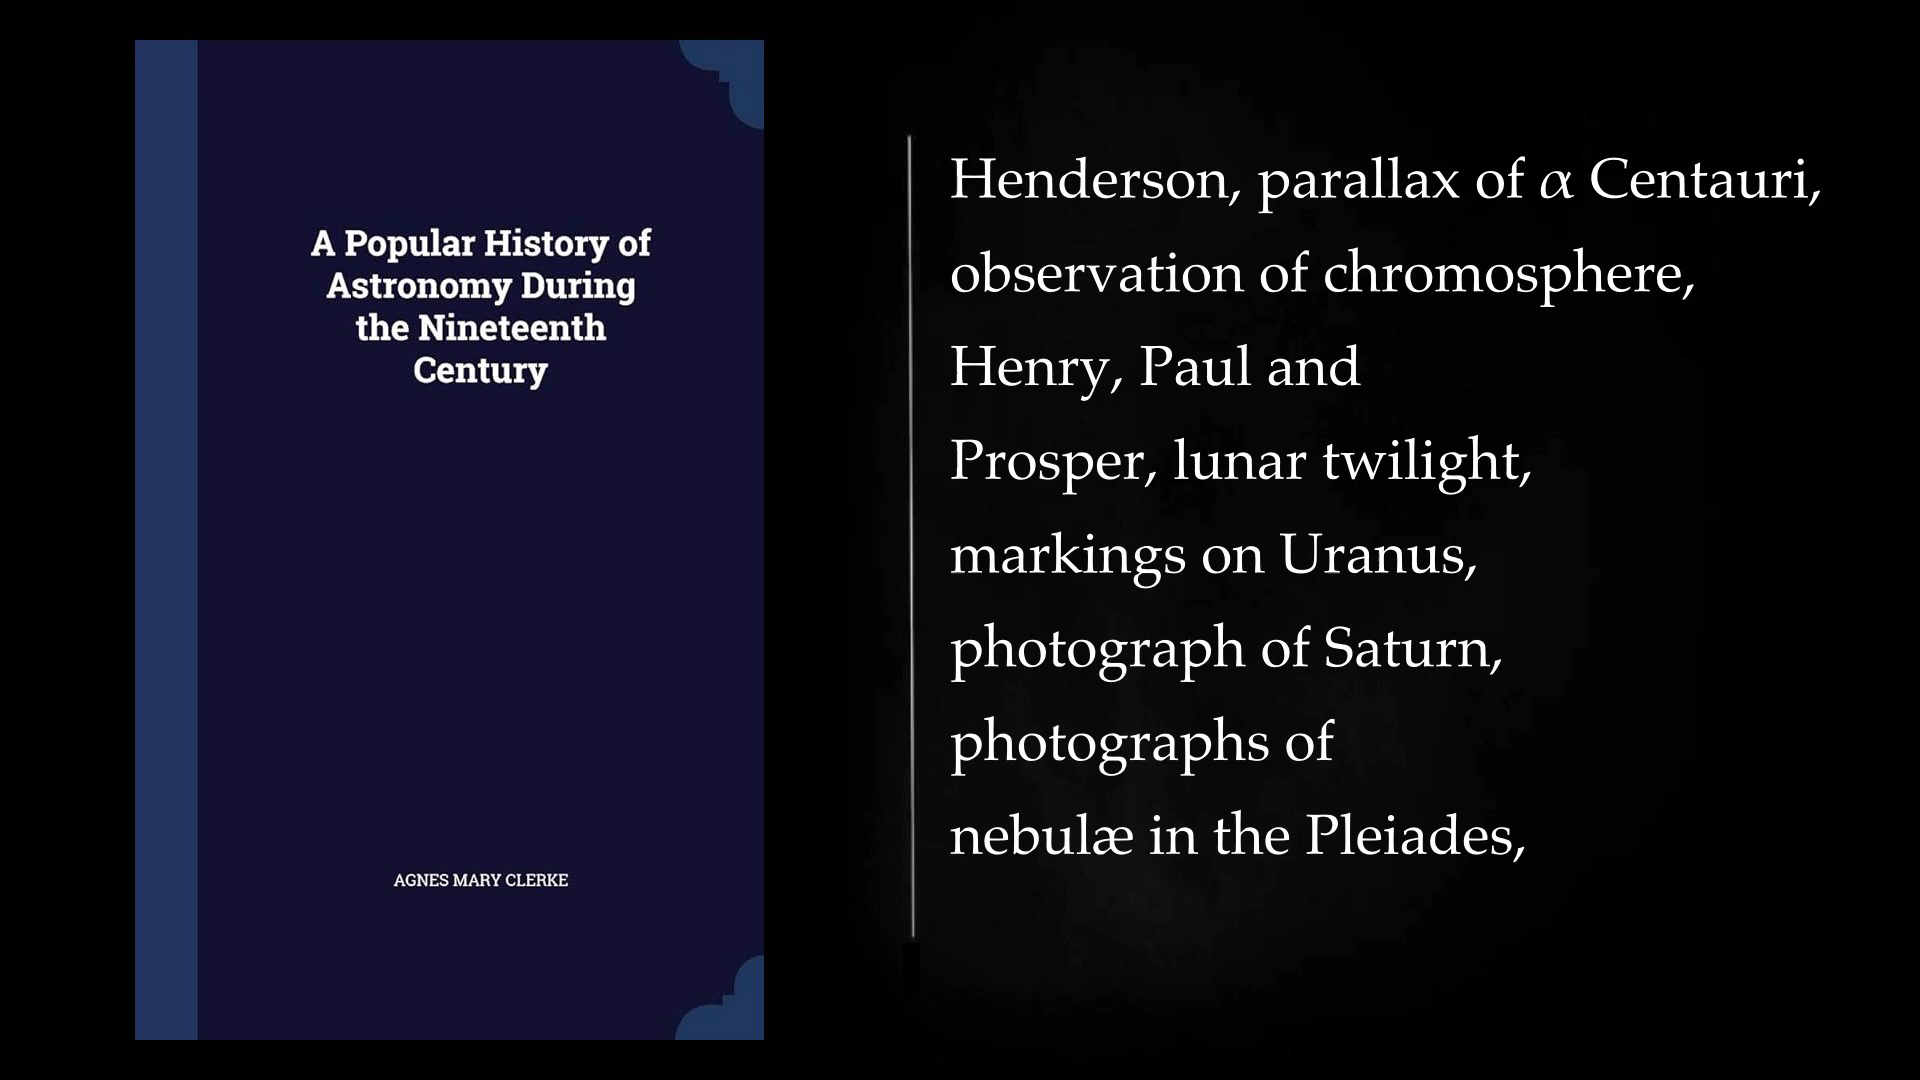 A Popular History of
Astronomy During
the Nineteenth
Century
AGNES MARY CLERKE
Henderson, parallax of α Centauri,
observation of chromosphere,
Henry, Paul and
Prosper, lunar twilight,
markings on Uranus,
photograph of Saturn,
photographs of
nebulæ in the Pleiades,